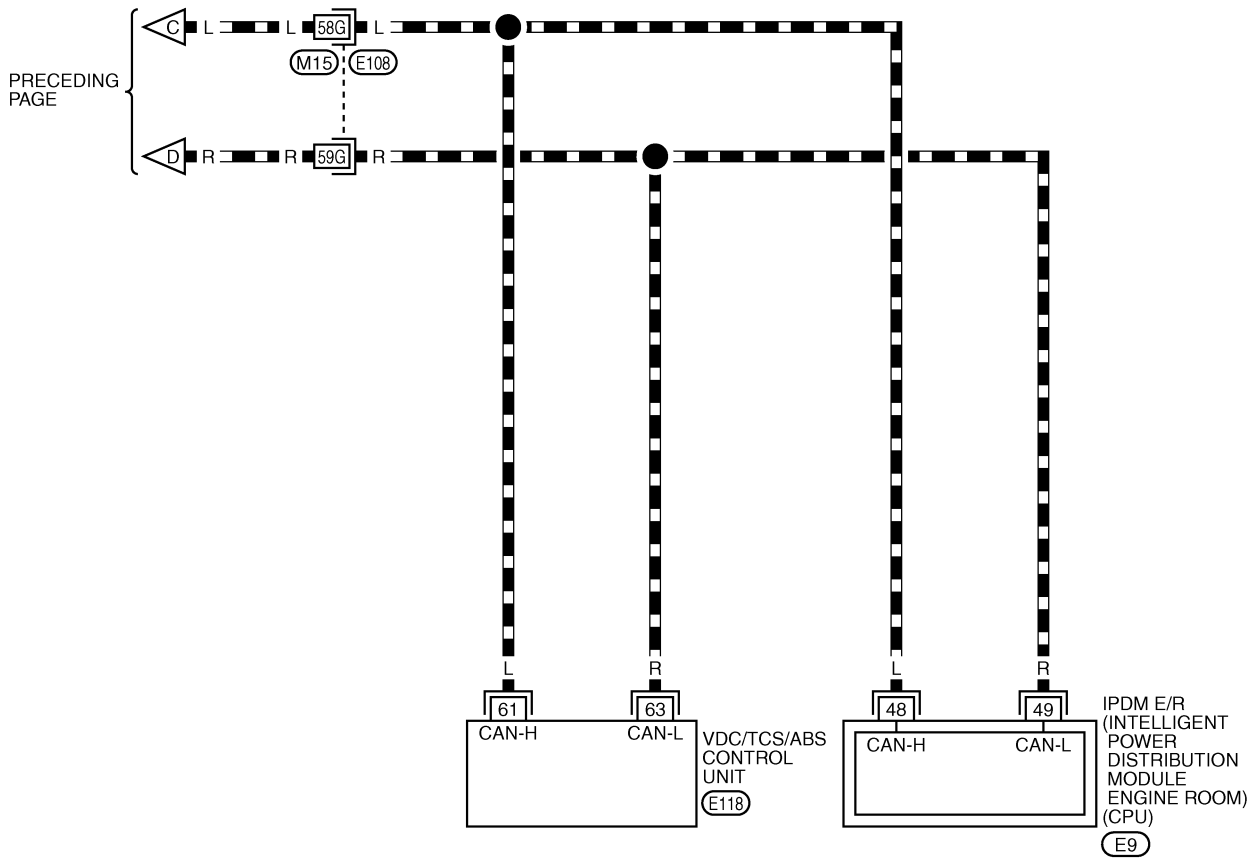 C L L 58G L
M15 E108
PRECEDING
PAGE
D R R 59G R
L R L R
61 63 48 49
CAN-H CAN-L CAN-H CAN-L
VDC/TCS/ABS
CONTROL
UNIT
E118
IPDM E/R
(INTELLIGENT
POWER
DISTRIBUTION
MODULE
ENGINE ROOM)
(CPU)
E9